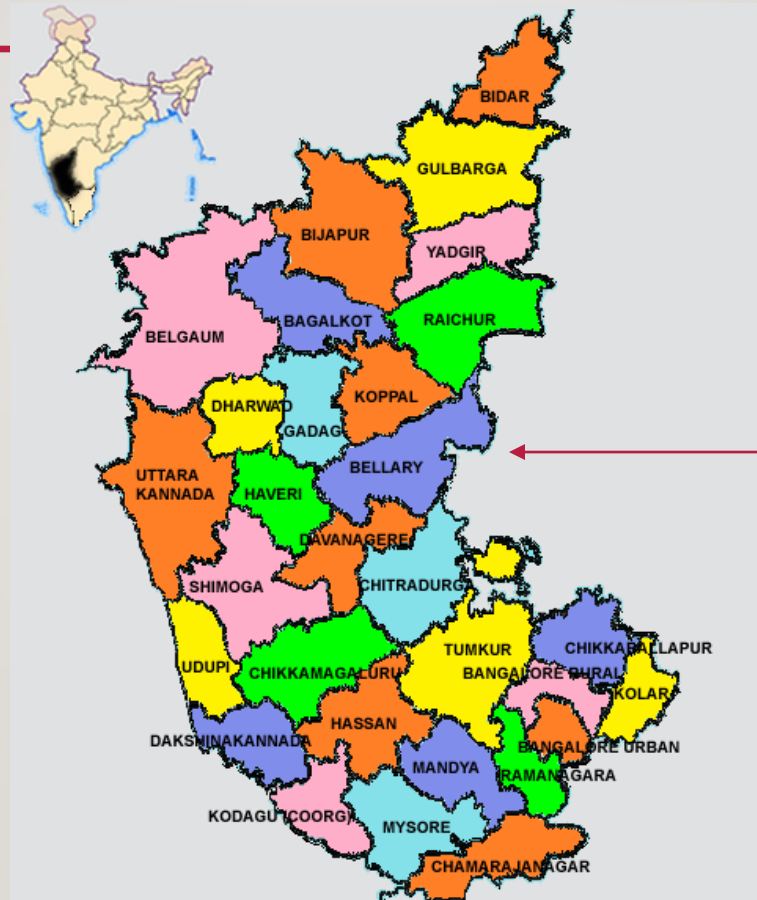 BIDAR
GULBARGA
BIJAPUR
YADGIR
BAGALKOT
RAICHUR
BELGAUM
KOPPAL
DHARWAD
GADAG
BELLARY
UTTARA
KANNADA
HAVERI
DAVANAGERE
SHIMOGA
CHITRADURGA
TUMKUR
CHIKKABALLAPUR
UDUPI
CHIKKAMAGALURU
BANGALORE RURAL
KOLAR
HASSAN
DAKSHINAKANNADA
BANGALORE URBAN
MANDYA
RAMANAGARA
KODAGU (COORG)
MYSORE
CHAMARAJANAGAR